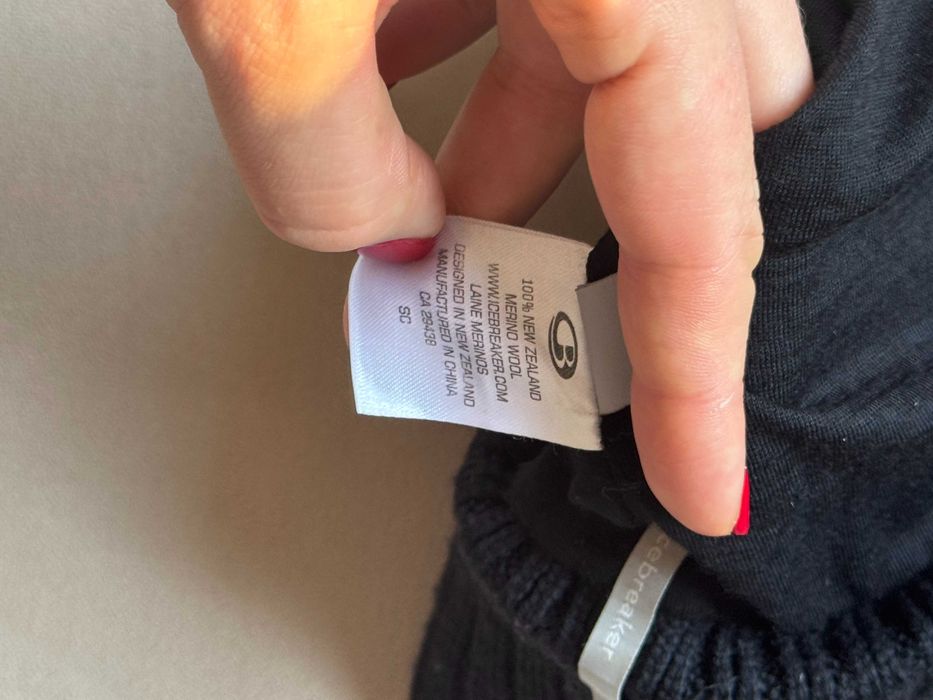 100% NEW ZEALAND
MERINO WOOL
WWW.ICEBREAKER.COM
LAINE MERINOS
DESIGNED IN NEW ZEALAND
MANUFACTURED IN CHINA
CA 29438
SG
icebreaker